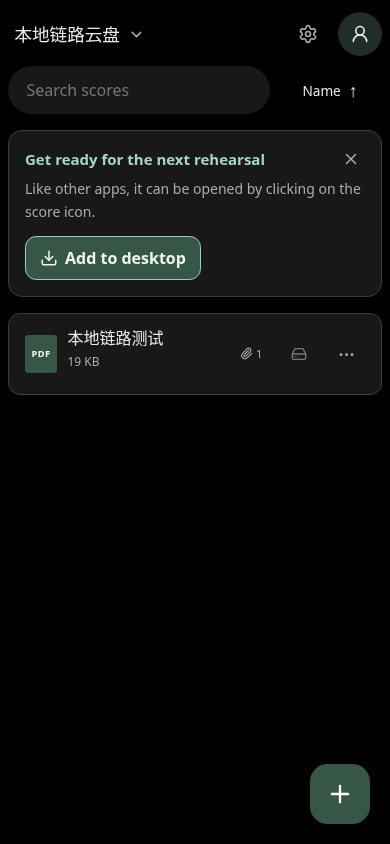 本地链路云盘
Search scores
Name ↑
Get ready for the next rehearsal
Like other apps, it can be opened by clicking on the
score icon.
Add to desktop
PDF
本地链路测试
19 KB
1